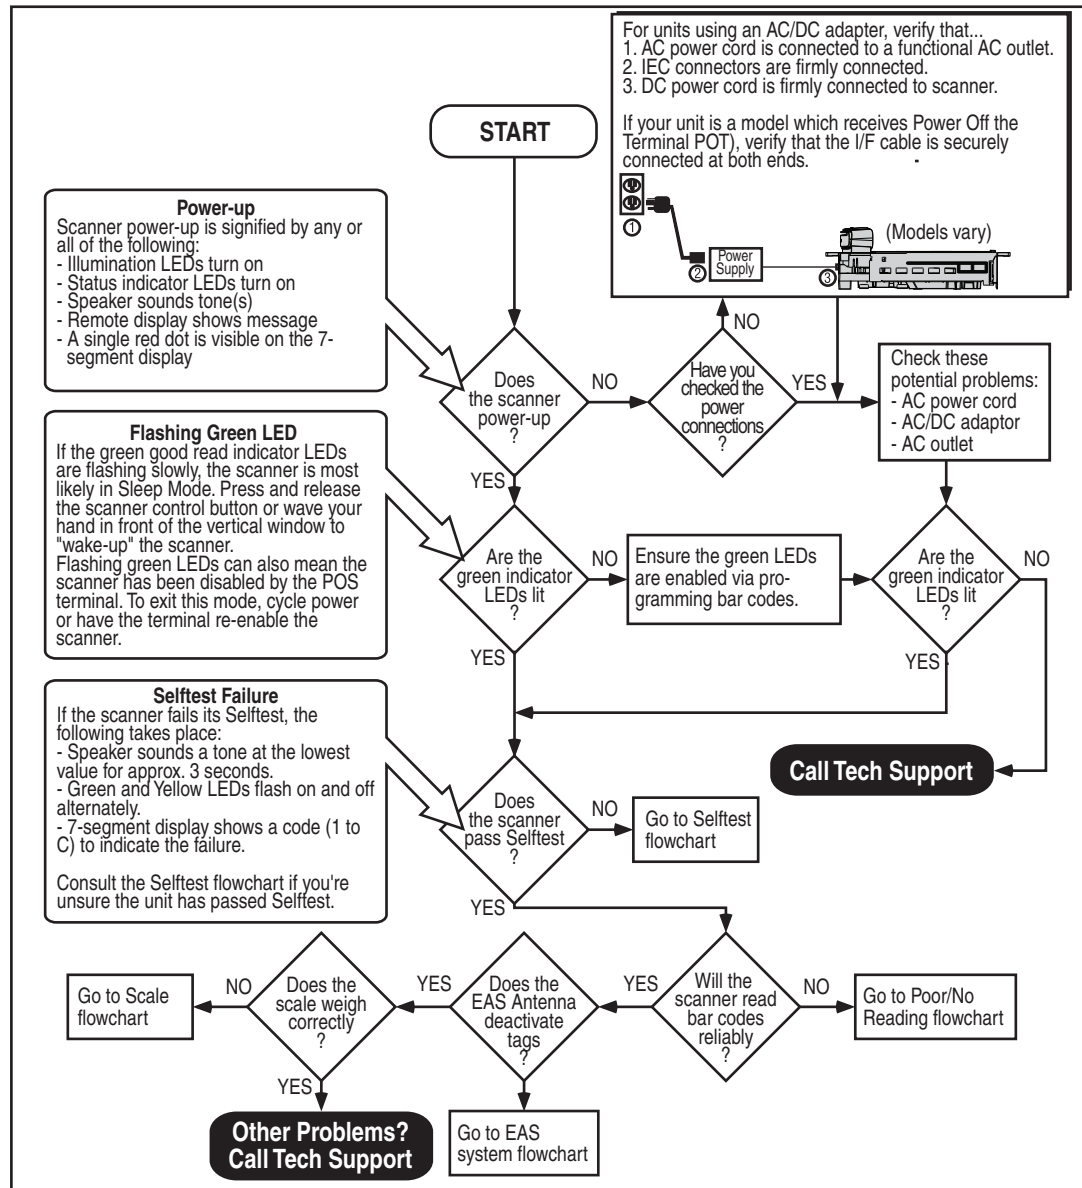 For units using an AC/DC adapter, verify that...
1. AC power cord is connected to a functional AC outlet.
2. IEC connectors are firmly connected.
3. DC power cord is firmly connected to scanner.
If your unit is a model which receives Power Off the
Terminal POT), verify that the I/F cable is securely
connected at both ends.
1
2
Power
Supply
3
(Models vary)
START
Power-up
Scanner power-up is signified by any or
all of the following:
- Illumination LEDs turn on
- Status indicator LEDs turn on
- Speaker sounds tone(s)
- Remote display shows message
- A single red dot is visible on the 7-
segment display
Does
the scanner
power-up
?
NO
YES
Have you
checked the
power
connections
?
NO
YES
Check these
potential problems:
- AC power cord
- AC/DC adaptor
- AC outlet
Flashing Green LED
If the green good read indicator LEDs
are flashing slowly, the scanner is most
likely in Sleep Mode. Press and release
the scanner control button or wave your
hand in front of the vertical window to
"wake-up" the scanner.
Flashing green LEDs can also mean the
scanner has been disabled by the POS
terminal. To exit this mode, cycle power
or have the terminal re-enable the
scanner.
Are the
green indicator
LEDs lit
?
NO
YES
Ensure the green LEDs
are enabled via pro-
gramming bar codes.
Are the
green indicator
LEDs lit
?
NO
YES
Call Tech Support
Selftest Failure
If the scanner fails its Selftest, the
following takes place:
- Speaker sounds a tone at the lowest
value for approx. 3 seconds.
- Green and Yellow LEDs flash on and off
alternately.
- 7-segment display shows a code (1 to
C) to indicate the failure.
Consult the Selftest flowchart if you're
unsure the unit has passed Selftest.
Does
the scanner
pass Selftest
?
NO
YES
Go to Selftest
flowchart
Will the
scanner read
bar codes
reliably
?
NO
YES
Go to Poor/No
Reading flowchart
Does the
EAS Antenna
deactivate
tags
?
YES
Go to EAS
system flowchart
Does the
scale weigh
correctly
?
NO
YES
Go to Scale
flowchart
Other Problems?
Call Tech Support